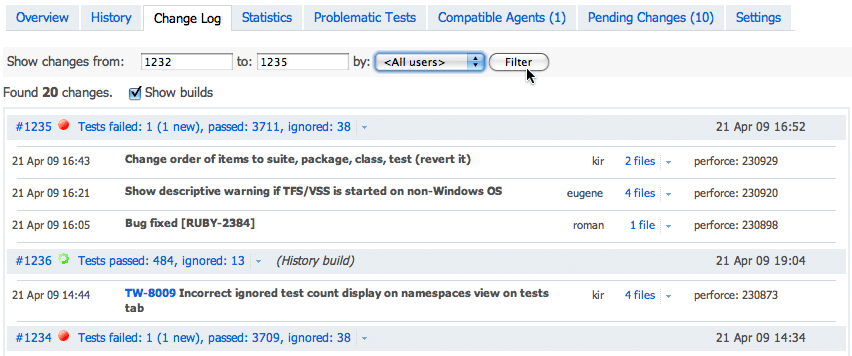 Overview History Change Log Statistics Problematic Tests Compatible Agents (1) Pending Changes (10) Settings
Show changes from: 1232 to: 1235 by: <All users> Filter
Found 20 changes. Show builds
#1235 Tests failed: 1 (1 new), passed: 3711, ignored: 38 21 Apr 09 16:52
21 Apr 09 16:43 Change order of items to suite, package, class, test (revert it) kir 2 files perforce: 230929
21 Apr 09 16:21 Show descriptive warning if TFS/VSS is started on non-Windows OS eugene 4 files perforce: 230920
21 Apr 09 16:05 Bug fixed [RUBY-2384] roman 1 file perforce: 230898
#1236 Tests passed: 484, ignored: 13 (History build) 21 Apr 09 19:04
21 Apr 09 14:44 TW-8009 Incorrect ignored test count display on namespaces view on tests kir 4 files perforce: 230873
tab
#1234 Tests failed: 1 (1 new), passed: 3709, ignored: 38 21 Apr 09 14:34